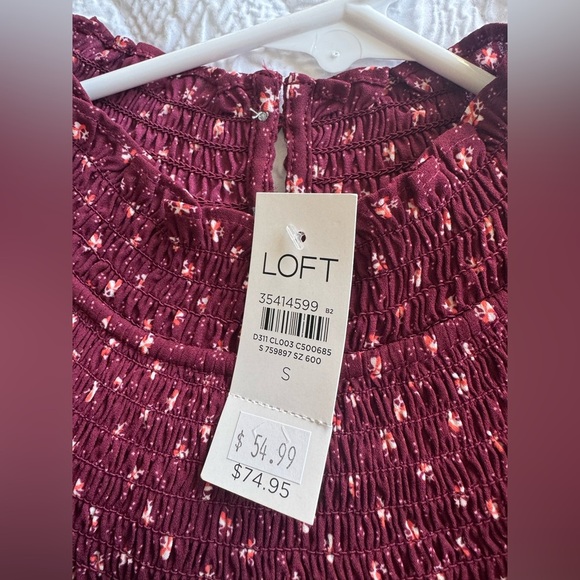 LOFT
35414599 B2
D311 CL003 C500685
S 759897 SZ 600
S
$ 54.99
$74.95